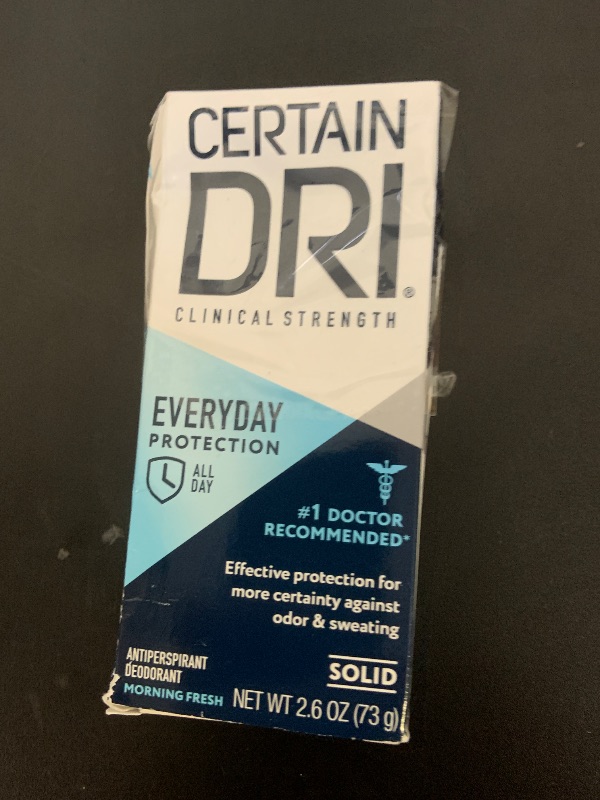 CERTAIN
DRI®
CLINICAL STRENGTH
EVERYDAY
PROTECTION
ALL
DAY
#1 DOCTOR
RECOMMENDED*
Effective protection for
more certainty against
odor & sweating
ANTIPERSPIRANT
DEODORANT
MORNING FRESH
SOLID
NET WT 2.6 OZ (73 g)